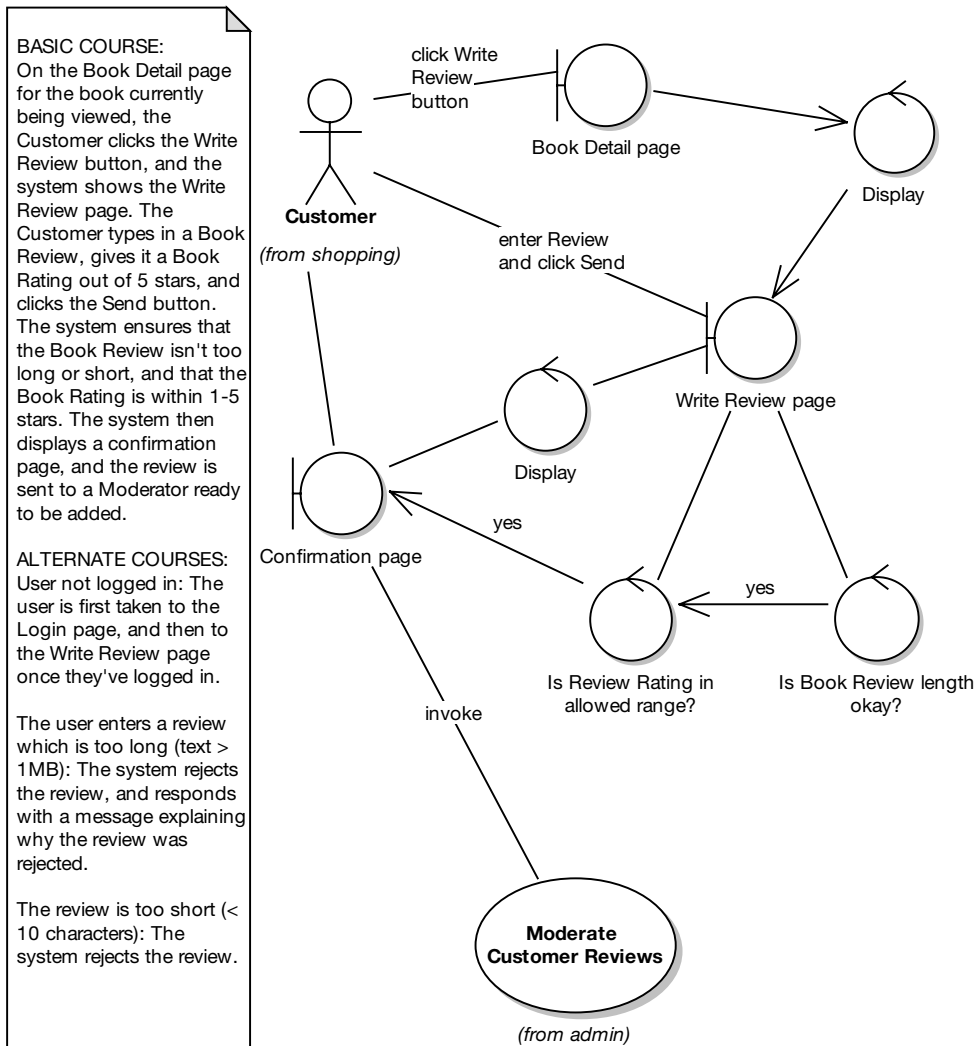 BASIC COURSE:
On the Book Detail page
for the book currently
being viewed, the
Customer clicks the Write
Review button, and the
system shows the Write
Review page. The
Customer types in a Book
Review, gives it a Book
Rating out of 5 stars, and
clicks the Send button.
The system ensures that
the Book Review isn't too
long or short, and that the
Book Rating is within 1-5
stars. The system then
displays a confirmation
page, and the review is
sent to a Moderator ready
to be added.
ALTERNATE COURSES:
User not logged in: The
user is first taken to the
Login page, and then to
the Write Review page
once they've logged in.
The user enters a review
which is too long (text >
1MB): The system rejects
the review, and responds
with a message explaining
why the review was
rejected.
The review is too short (<
10 characters): The
system rejects the review.
click Write
Review
button
Book Detail page
Display
Customer
(from shopping)
enter Review
and click Send
Write Review page
Display
Confirmation page
yes
yes
Is Review Rating in
allowed range?
Is Book Review length
okay?
invoke
Moderate
Customer Reviews
(from admin)